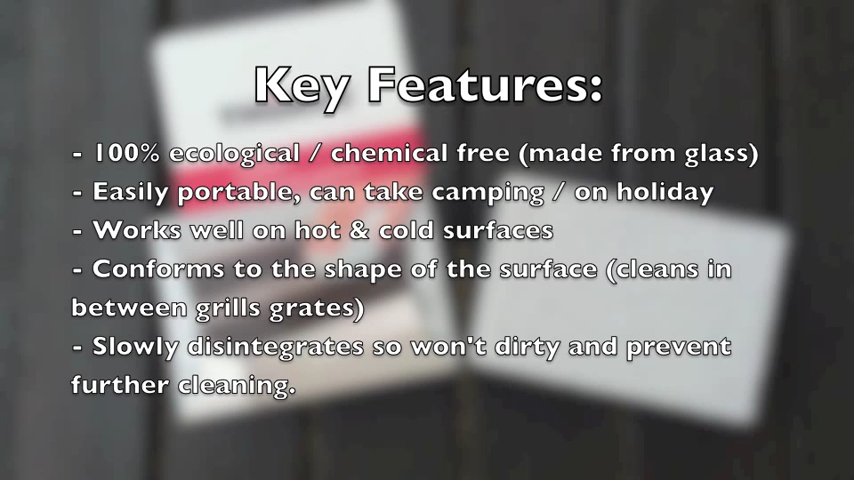 Key Features:
- 100% ecological / chemical free (made from glass)
- Easily portable, can take camping / on holiday
- Works well on hot & cold surfaces
- Conforms to the shape of the surface (cleans in
between grills grates)
- Slowly disintegrates so won't dirty and prevent
further cleaning.